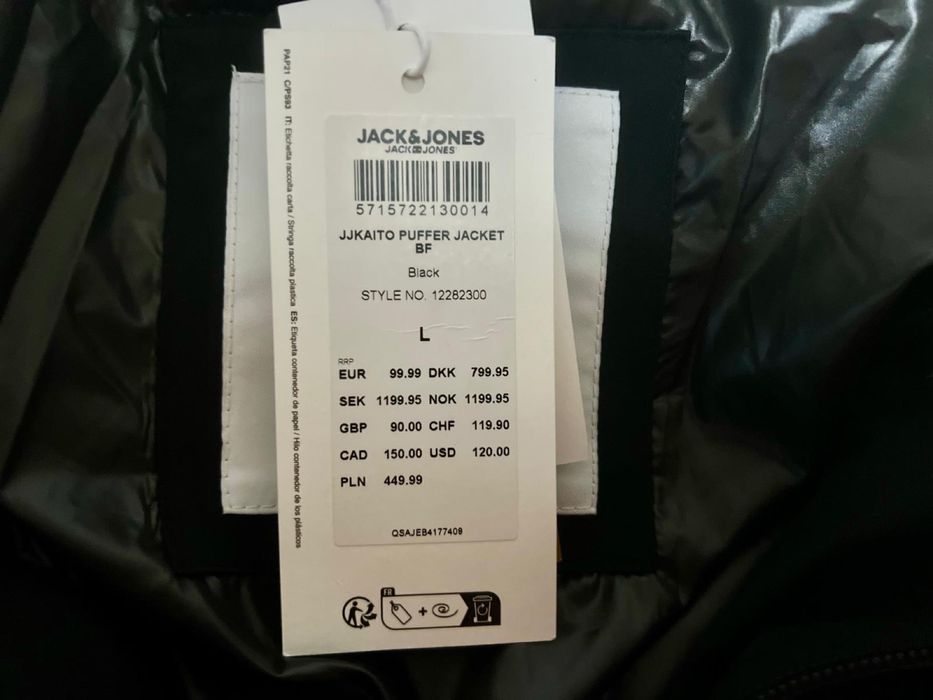 JACK&JONES
JACK&JONES
5715722130014
JJKAITO PUFFER JACKET
BF
Black
STYLE NO. 12282300
L
RRP
EUR 99.99 DKK 799.95
SEK 1199.95 NOK 1199.95
GBP 90.00 CHF 119.90
CAD 150.00 USD 120.00
PLN 449.99
QSAJEB4177408
FR
+
PAP21 C/PS93 IT: Etichetta raccolta carta / Stringa raccolta plastica ES: Etiqueta contenedor de papel / Hilo contenedor de los plásticos